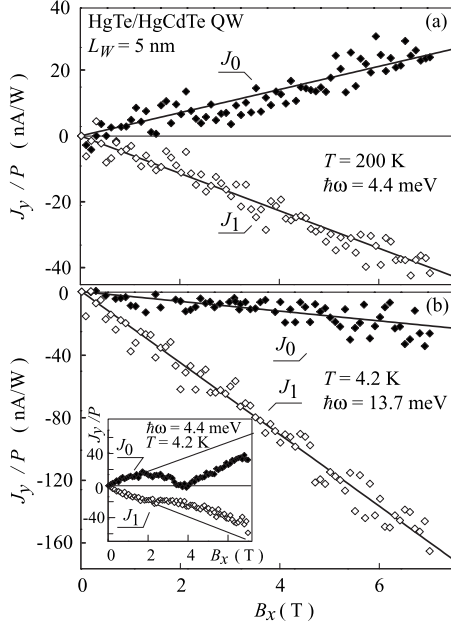 HgTe/HgCdTe QW
(a)
L_W = 5 nm
J_0
J_y / P (nA/W)
40
20
0
-20
-40
T = 200 K
ħω = 4.4 meV
J_1
(b)
0
-40
-80
-120
-160
J_y / P (nA/W)
J_0
J_1
T = 4.2 K
ħω = 13.7 meV
J_y/P
ħω = 4.4 meV
T = 4.2 K
J_0
40
0
-40
J_1
0 2 4 6
B_x ( T )
0 2 4 6
B_x ( T )